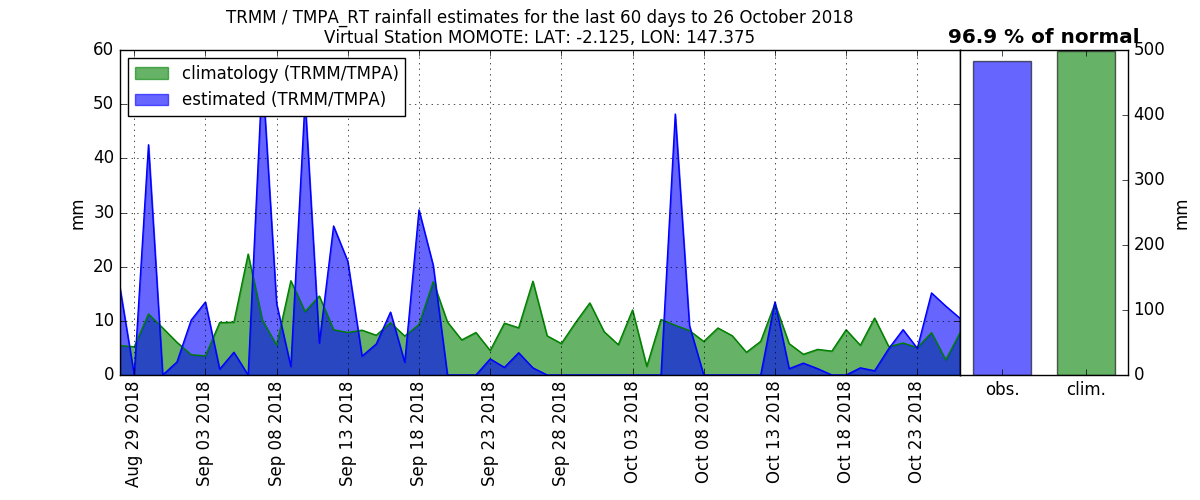 TRMM / TMPA_RT rainfall estimates for the last 60 days to 26 October 2018
Virtual Station MOMOTE: LAT: -2.125, LON: 147.375
96.9 % of normal
climatology (TRMM/TMPA)
estimated (TRMM/TMPA)
mm
60
50
40
30
20
10
0
Aug 29 2018
Sep 03 2018
Sep 08 2018
Sep 13 2018
Sep 18 2018
Sep 23 2018
Sep 28 2018
Oct 03 2018
Oct 08 2018
Oct 13 2018
Oct 18 2018
Oct 23 2018
obs.
clim.
500
400
300
200
100
0
mm